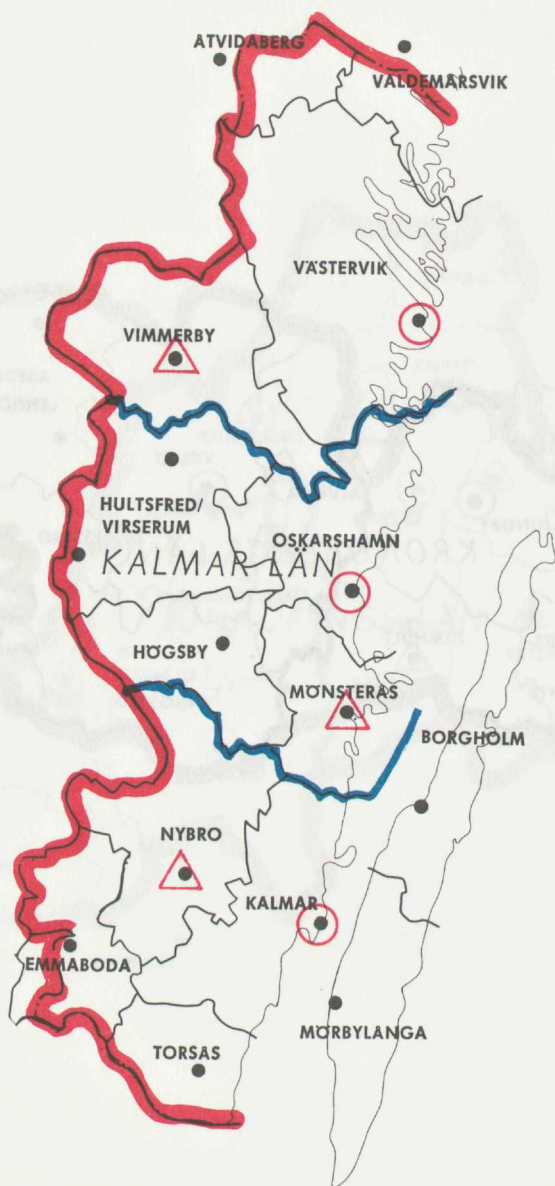 ÅTVIDABERG
VALDEMARSVIK
VÄSTERVIK
VIMMERBY
HULTSFRED/
VIRSERUM
OSKARSHAMN
KALMAR LÄN
HÖGSBY
MÖNSTERÅS
BORGHOLM
NYBRO
KALMAR
EMMABODA
MÖRBYLÅNGA
TORSÅS